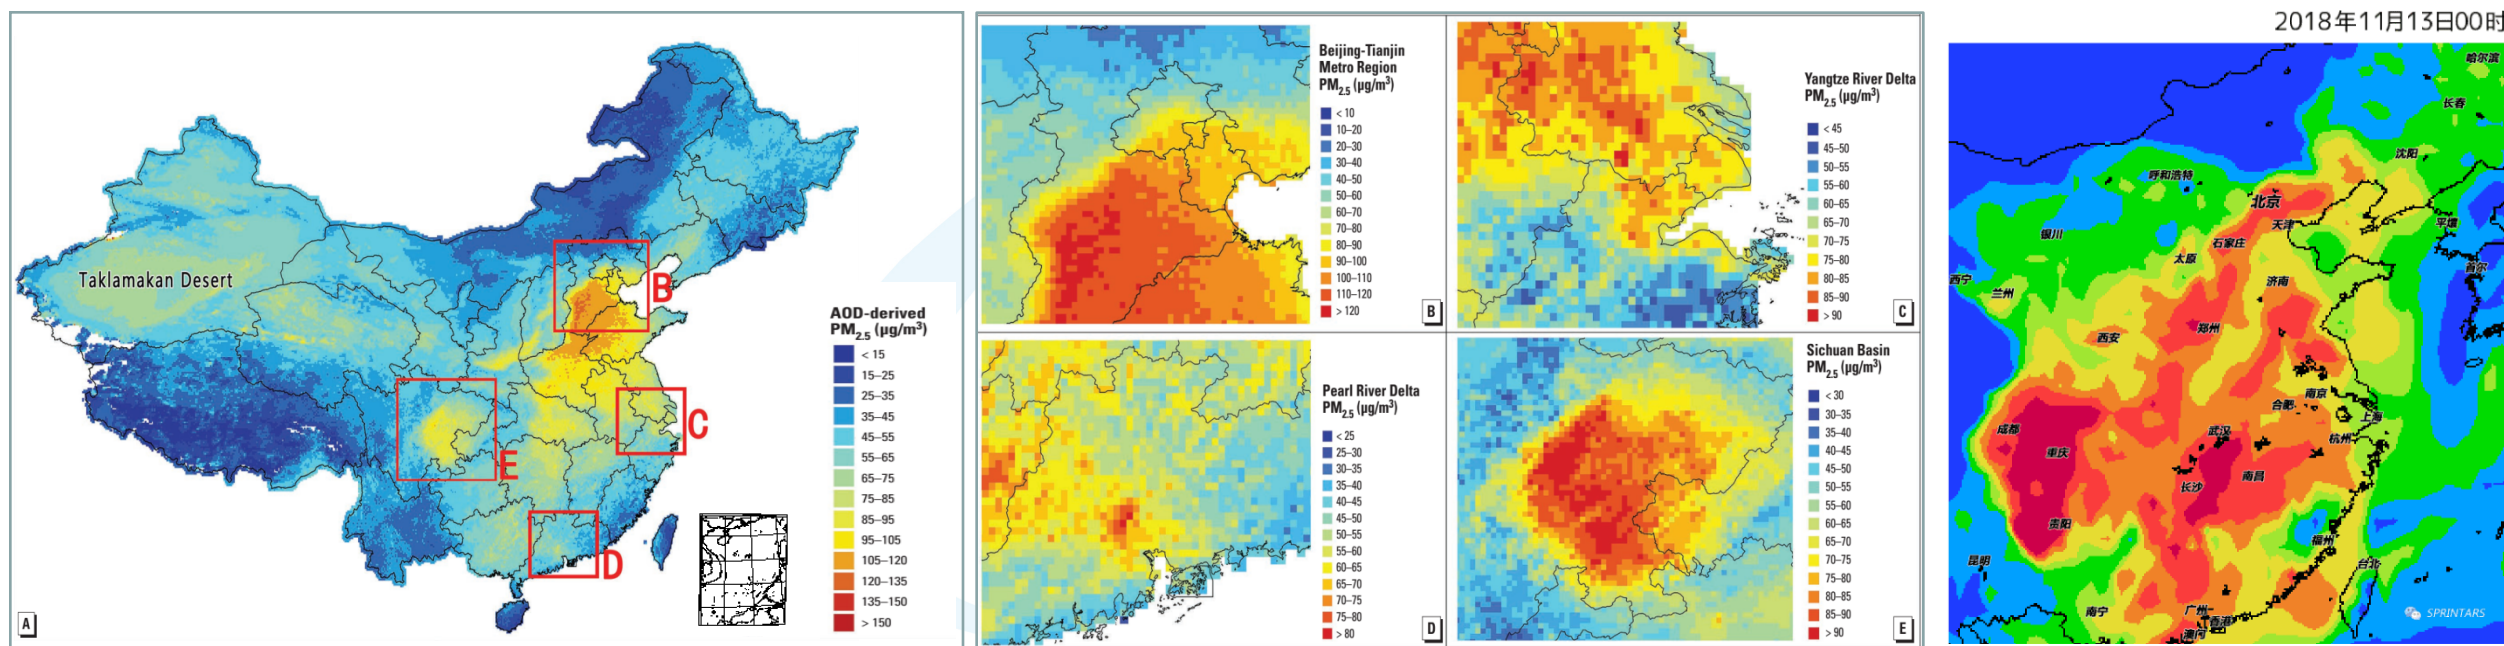 Taklamakan Desert
AOD-derived
PM2.5 (µg/m³)
< 15
15–25
25–35
35–45
45–55
55–65
65–75
75–85
85–95
95–105
105–120
120–135
135–150
> 150
A
B
C
D
E
Beijing-Tianjin
Metro Region
PM2.5 (µg/m³)
< 10
10–20
20–30
30–40
40–50
50–60
60–70
70–80
80–90
90–100
100–110
110–120
> 120
B
Yangtze River Delta
PM2.5 (µg/m³)
< 45
45–50
50–55
55–60
60–65
65–70
70–75
75–80
80–85
85–90
> 90
C
Pearl River Delta
PM2.5 (µg/m³)
< 25
25–30
30–35
35–40
40–45
45–50
50–55
55–60
60–65
65–70
70–75
75–80
> 80
D
Sichuan Basin
PM2.5 (µg/m³)
< 30
30–35
35–40
40–45
45–50
50–55
55–60
60–65
65–70
70–75
75–80
80–85
85–90
> 90
E
2018年11月13日00时
哈尔滨
长春
沈阳
呼和浩特
北京
天津
平壤
银川
石家庄
太原
首尔
西宁
兰州
济南
西安
郑州
南京
合肥
上海
成都
武汉
杭州
重庆
南昌
长沙
贵阳
福州
昆明
台北
南宁
广州
香港
澳门
SPRINTARS